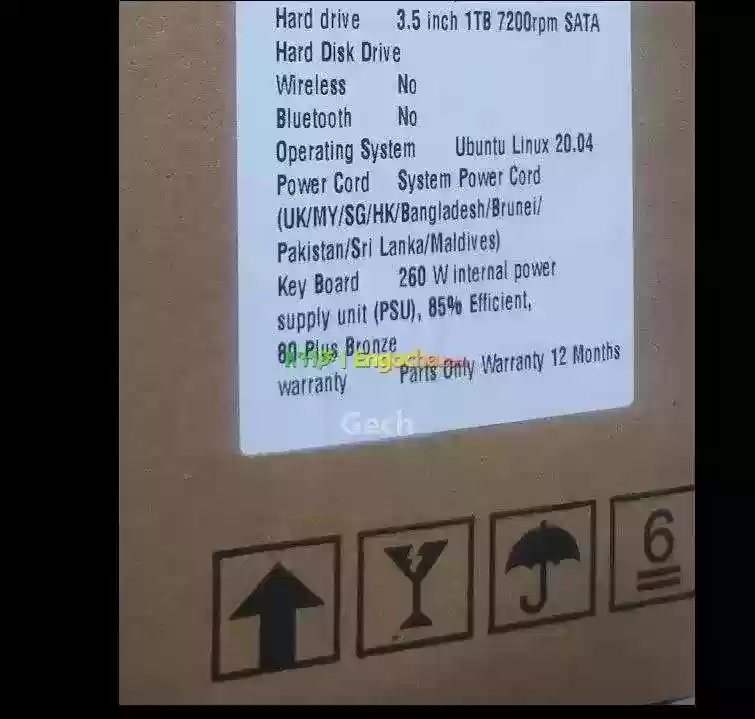 Hard drive 3.5 inch 1TB 7200rpm SATA
Hard Disk Drive
Wireless No
Bluetooth No
Operating System Ubuntu Linux 20.04
Power Cord System Power Cord
(UK/MY/SG/HK/Bangladesh/Brunei/
Pakistan/Sri Lanka/Maldives)
Key Board 260 W internal power
supply unit (PSU), 85% Efficient,
80 Plus Bronze
Engocha
warranty Parts Only Warranty 12 Months
Gech
6